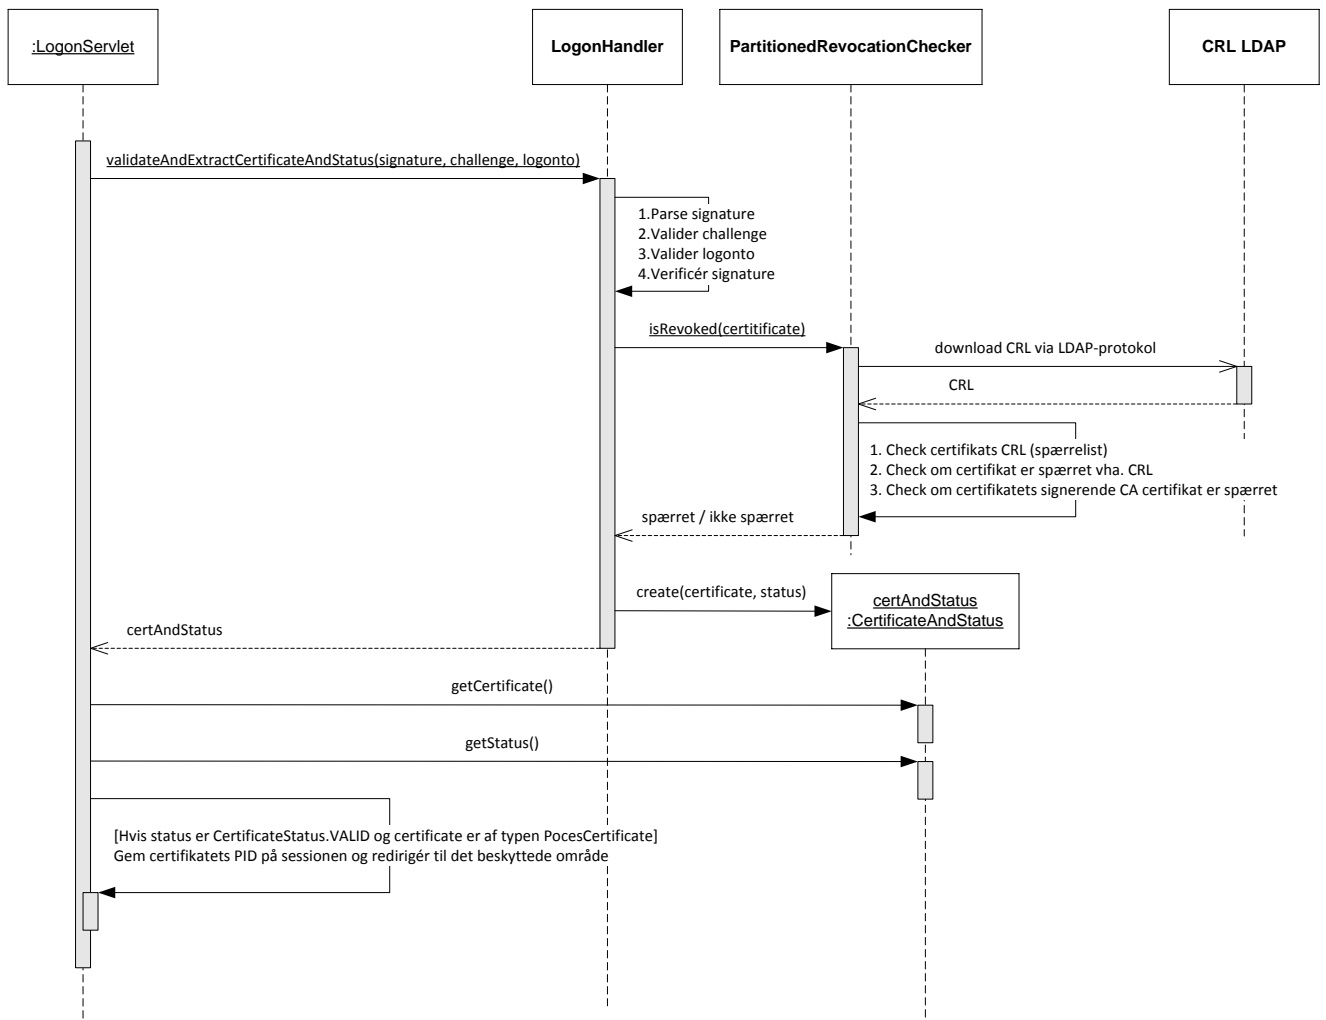 :LogonServlet
LogonHandler
PartitionedRevocationChecker
CRL LDAP
validateAndExtractCertificateAndStatus(signature, challenge, logonto)
1.Parse signature
2.Valider challenge
3.Valider logonto
4.Verificér signature
isRevoked(certitificate)
download CRL via LDAP-protokol
CRL
1. Check certifikats CRL (spærrelist)
2. Check om certifikat er spærret vha. CRL
3. Check om certifikatets signerende CA certifikat er spærret
spærret / ikke spærret
create(certificate, status)
certAndStatus
:CertificateAndStatus
certAndStatus
getCertificate()
getStatus()
[Hvis status er CertificateStatus.VALID og certificate er af typen PocesCertificate]
Gem certifikatets PID på sessionen og redirigér til det beskyttede område